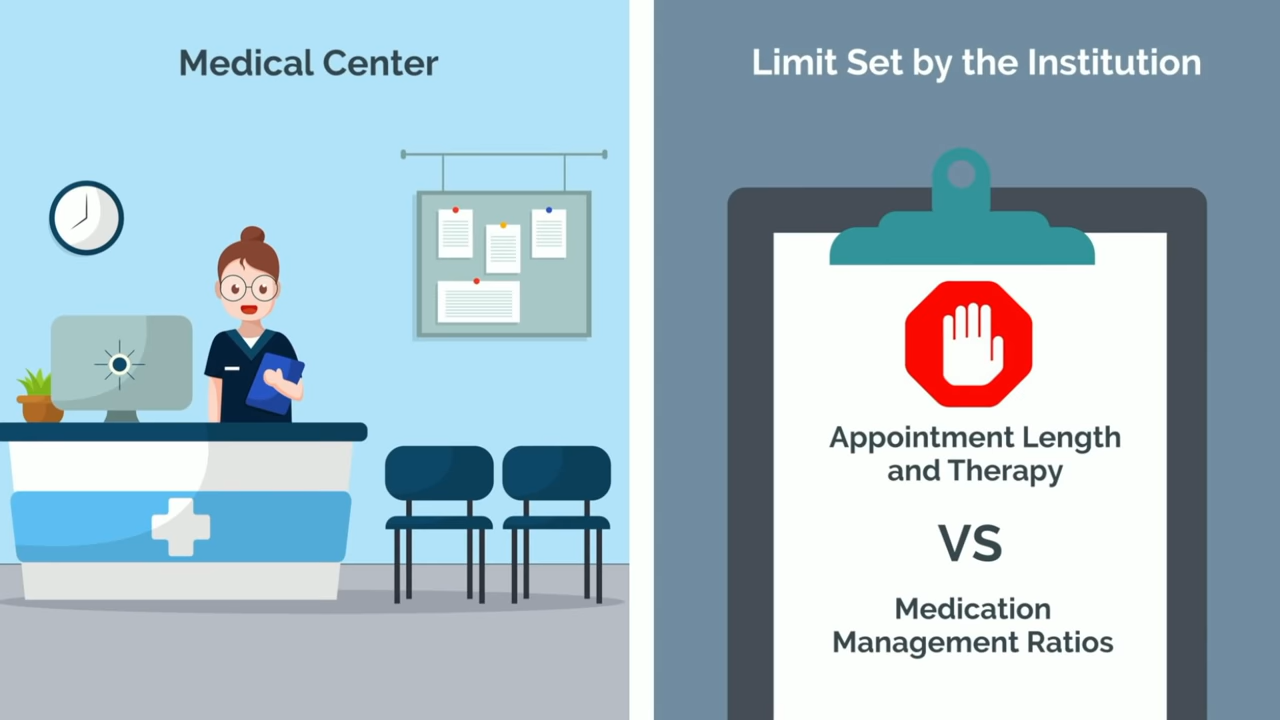 Medical Center
Limit Set by the Institution
Appointment Length
and Therapy
VS
Medication
Management Ratios